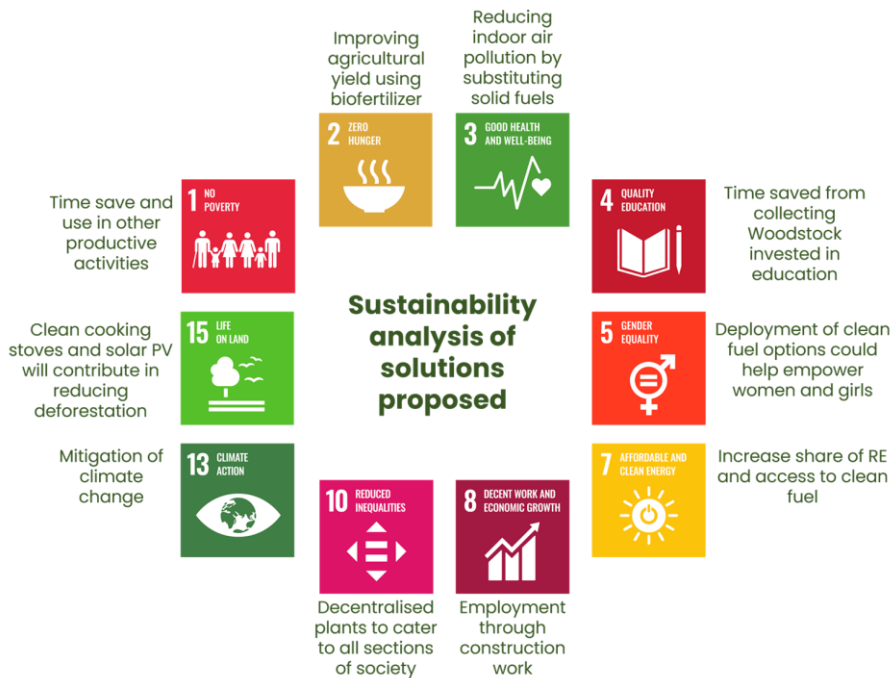 Improving
agricultural
yield using
biofertilizer
2 ZERO
HUNGER
Reducing
indoor air
pollution by
substituting
solid fuels
3 GOOD HEALTH
AND WELL-BEING
Time save and
use in other
productive
activities
1 NO
POVERTY
4 QUALITY
EDUCATION
Time saved from
collecting
Woodstock
invested in
education
Sustainability
analysis of
solutions
proposed
Clean cooking
stoves and solar PV
will contribute in
reducing
deforestation
15 LIFE
ON LAND
5 GENDER
EQUALITY
Deployment of clean
fuel options could
help empower
women and girls
Mitigation of
climate
change
13 CLIMATE
ACTION
7 AFFORDABLE AND
CLEAN ENERGY
Increase share of RE
and access to clean
fuel
10 REDUCED
INEQUALITIES
Decentralised
plants to cater
to all sections
of society
8 DECENT WORK AND
ECONOMIC GROWTH
Employment
through
construction
work